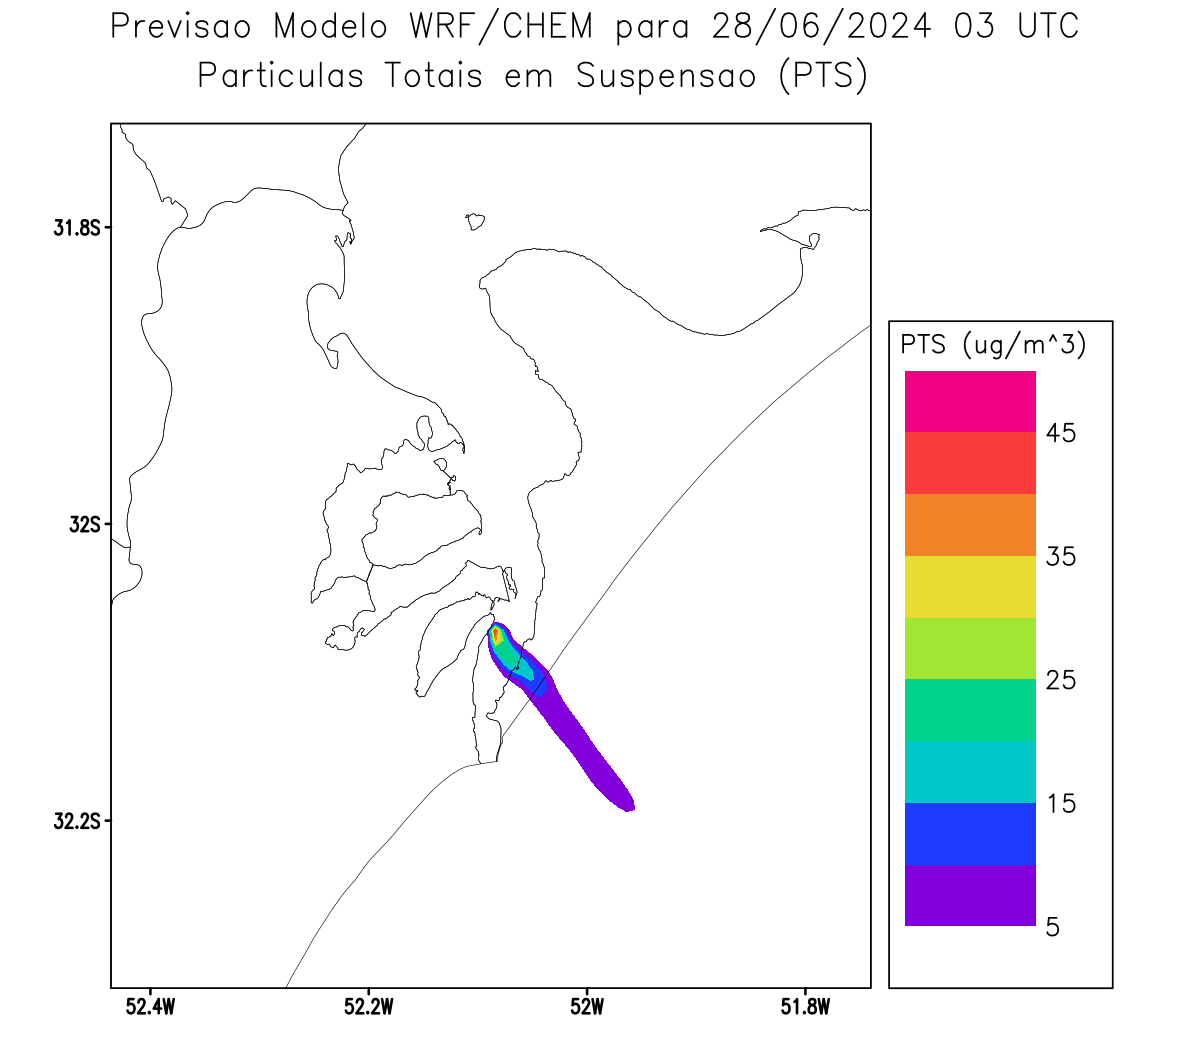 Previsao Modelo WRF/CHEM para 28/06/2024 03 UTC
Particulas Totais em Suspensao (PTS)
31.8S
32S
32.2S
52.4W
52.2W
52W
51.8W
PTS (ug/m^3)
45
35
25
15
5